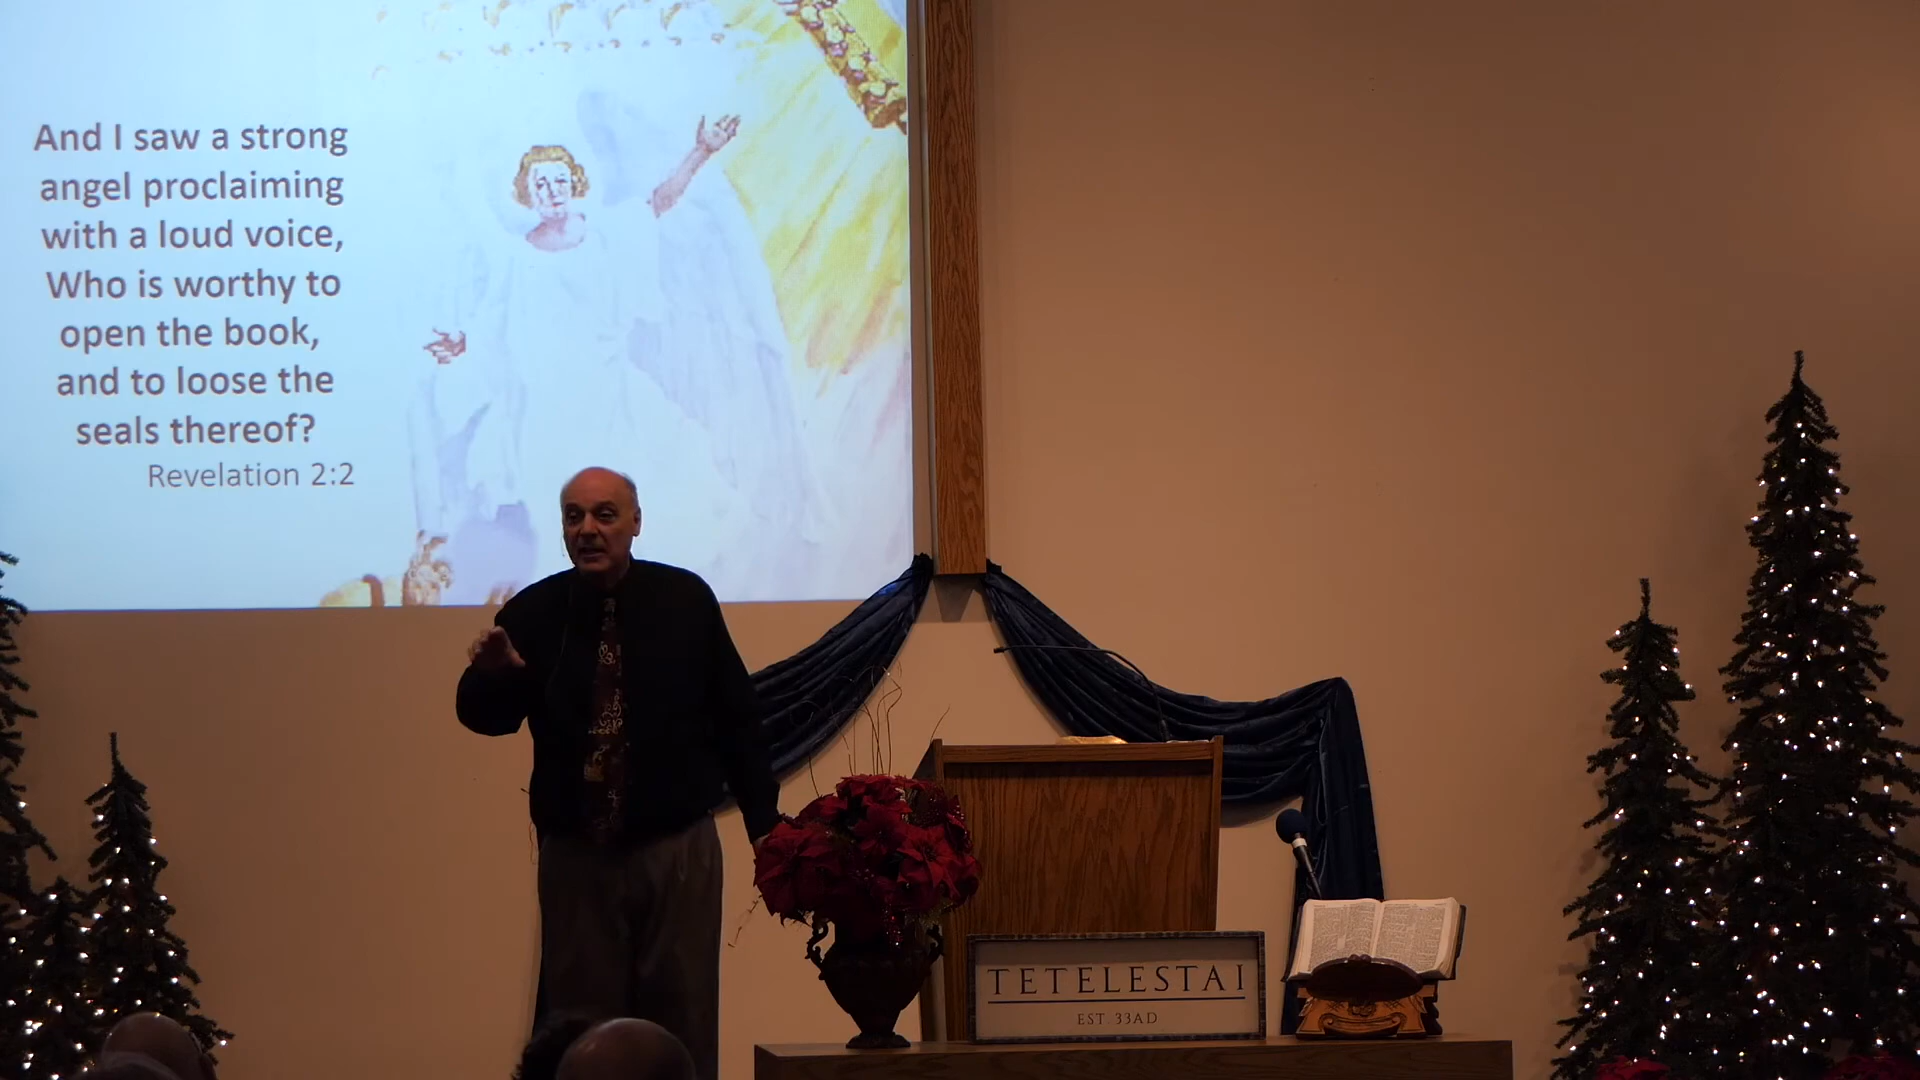 And I saw a strong
angel proclaiming
with a loud voice,
Who is worthy to
open the book,
and to loose the
seals thereof?
Revelation 2:2
TETELESTAI
EST 33AD